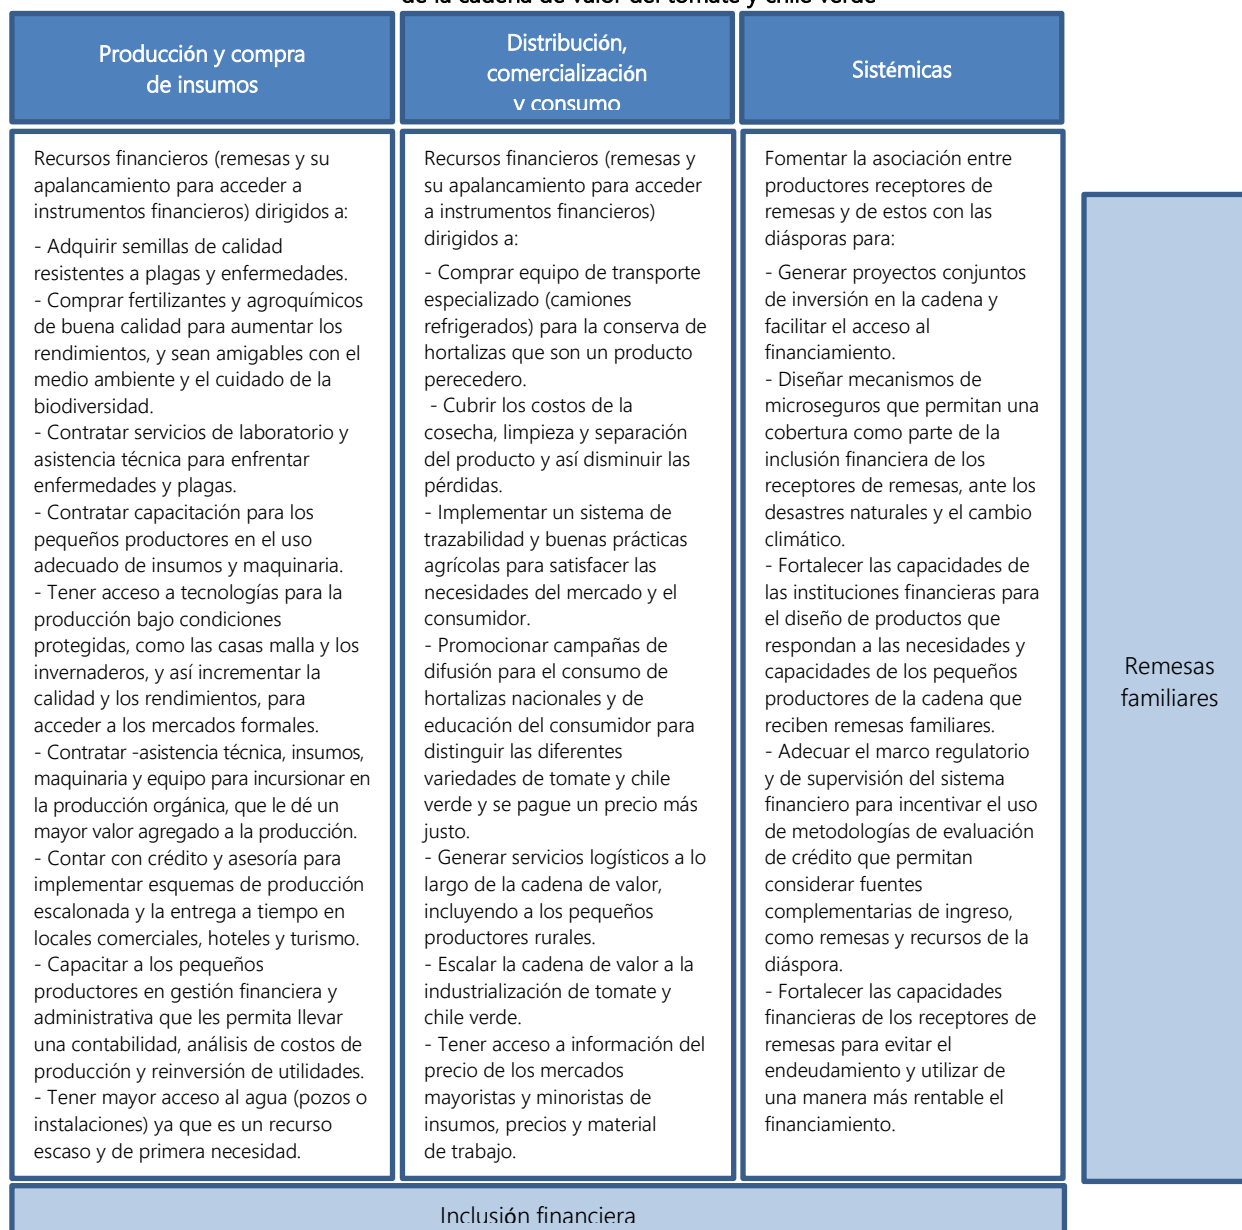 de la cadena de valor del tomate y chile verde
Producción y compra
de insumos
Distribución,
comercialización
y consumo
Sistémicas
Recursos financieros (remesas y su
apalancamiento para acceder a
instrumentos financieros) dirigidos a:
- Adquirir semillas de calidad
resistentes a plagas y enfermedades.
- Comprar fertilizantes y agroquímicos
de buena calidad para aumentar los
rendimientos, y sean amigables con el
medio ambiente y el cuidado de la
biodiversidad.
- Contratar servicios de laboratorio y
asistencia técnica para enfrentar
enfermedades y plagas.
- Contratar capacitación para los
pequeños productores en el uso
adecuado de insumos y maquinaria.
- Tener acceso a tecnologías para la
producción bajo condiciones
protegidas, como las casas malla y los
invernaderos, y así incrementar la
calidad y los rendimientos, para
acceder a los mercados formales.
- Contratar -asistencia técnica, insumos,
maquinaria y equipo para incursionar en
la producción orgánica, que le dé un
mayor valor agregado a la producción.
- Contar con crédito y asesoría para
implementar esquemas de producción
escalonada y la entrega a tiempo en
locales comerciales, hoteles y turismo.
- Capacitar a los pequeños
productores en gestión financiera y
administrativa que les permita llevar
una contabilidad, análisis de costos de
producción y reinversión de utilidades.
- Tener mayor acceso al agua (pozos o
instalaciones) ya que es un recurso
escaso y de primera necesidad.
Recursos financieros (remesas y
su apalancamiento para acceder
a instrumentos financieros)
dirigidos a:
- Comprar equipo de transporte
especializado (camiones
refrigerados) para la conserva de
hortalizas que son un producto
perecedero.
- Cubrir los costos de la
cosecha, limpieza y separación
del producto y así disminuir las
pérdidas.
- Implementar un sistema de
trazabilidad y buenas prácticas
agrícolas para satisfacer las
necesidades del mercado y el
consumidor.
- Promocionar campañas de
difusión para el consumo de
hortalizas nacionales y de
educación del consumidor para
distinguir las diferentes
variedades de tomate y chile
verde y se pague un precio más
justo.
- Generar servicios logísticos a lo
largo de la cadena de valor,
incluyendo a los pequeños
productores rurales.
- Escalar la cadena de valor a la
industrialización de tomate y
chile verde.
- Tener acceso a información del
precio de los mercados
mayoristas y minoristas de
insumos, precios y material
de trabajo.
Fomentar la asociación entre
productores receptores de
remesas y de estos con las
diásporas para:
- Generar proyectos conjuntos
de inversión en la cadena y
facilitar el acceso al
financiamiento.
- Diseñar mecanismos de
microseguros que permitan una
cobertura como parte de la
inclusión financiera de los
receptores de remesas, ante los
desastres naturales y el cambio
climático.
- Fortalecer las capacidades de
las instituciones financieras para
el diseño de productos que
respondan a las necesidades y
capacidades de los pequeños
productores de la cadena que
reciben remesas familiares.
- Adecuar el marco regulatorio
y de supervisión del sistema
financiero para incentivar el uso
de metodologías de evaluación
de crédito que permitan
considerar fuentes
complementarias de ingreso,
como remesas y recursos de la
diáspora.
- Fortalecer las capacidades
financieras de los receptores de
remesas para evitar el
endeudamiento y utilizar de
una manera más rentable el
financiamiento.
Remesas
familiares
Inclusión financiera